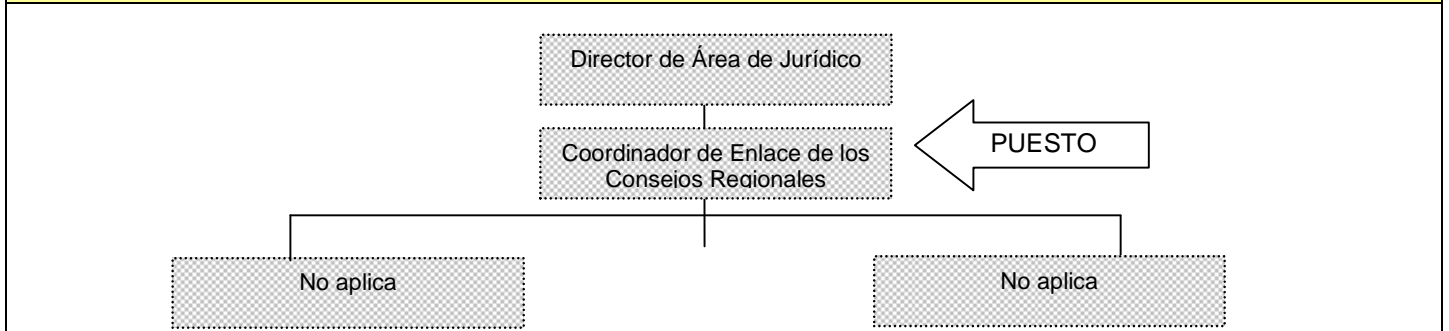 Director de Área de Jurídico
Coordinador de Enlace de los
Consejos Regionales
PUESTO
No aplica
No aplica